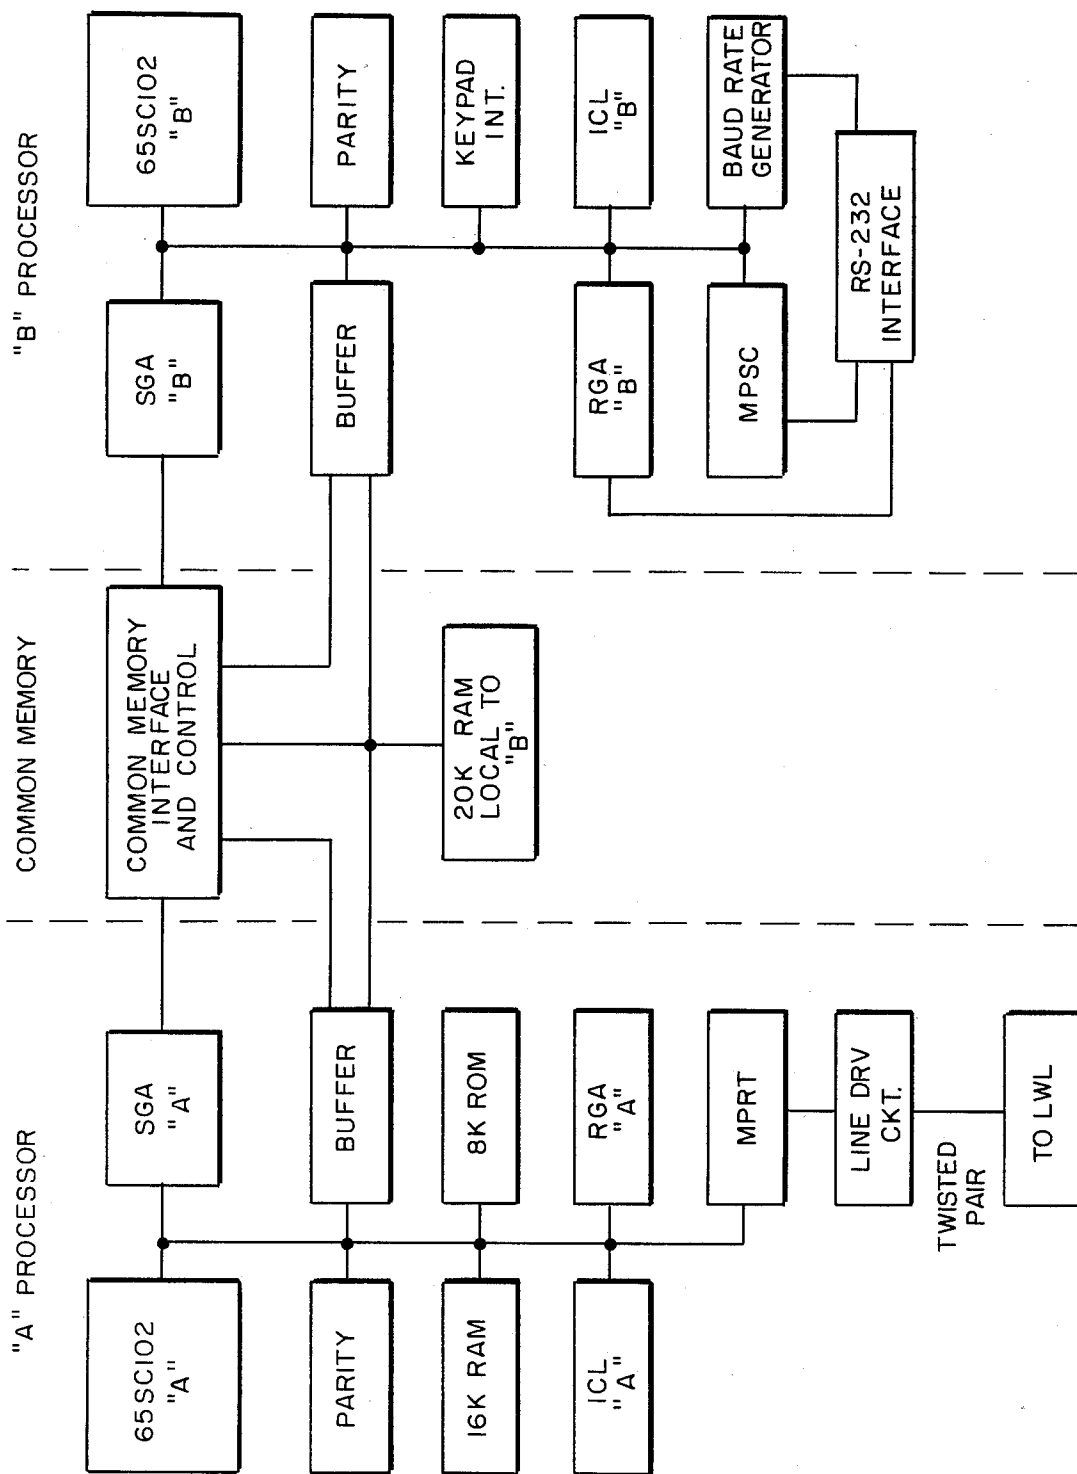 "A" PROCESSOR
COMMON MEMORY
"B" PROCESSOR
65SC102
"A"
SGA
"A"
COMMON MEMORY
INTERFACE
AND CONTROL
SGA
"B"
65SC102
"B"
PARITY
BUFFER
BUFFER
PARITY
16K RAM
8K ROM
20K RAM
LOCAL TO
"B"
KEYPAD
INT.
ICL
"A"
RGA
"A"
RGA
"B"
ICL
"B"
MPRT
MPSC
BAUD RATE
GENERATOR
LINE DRV
CKT.
RS-232
INTERFACE
TWISTED
PAIR
TO LWL